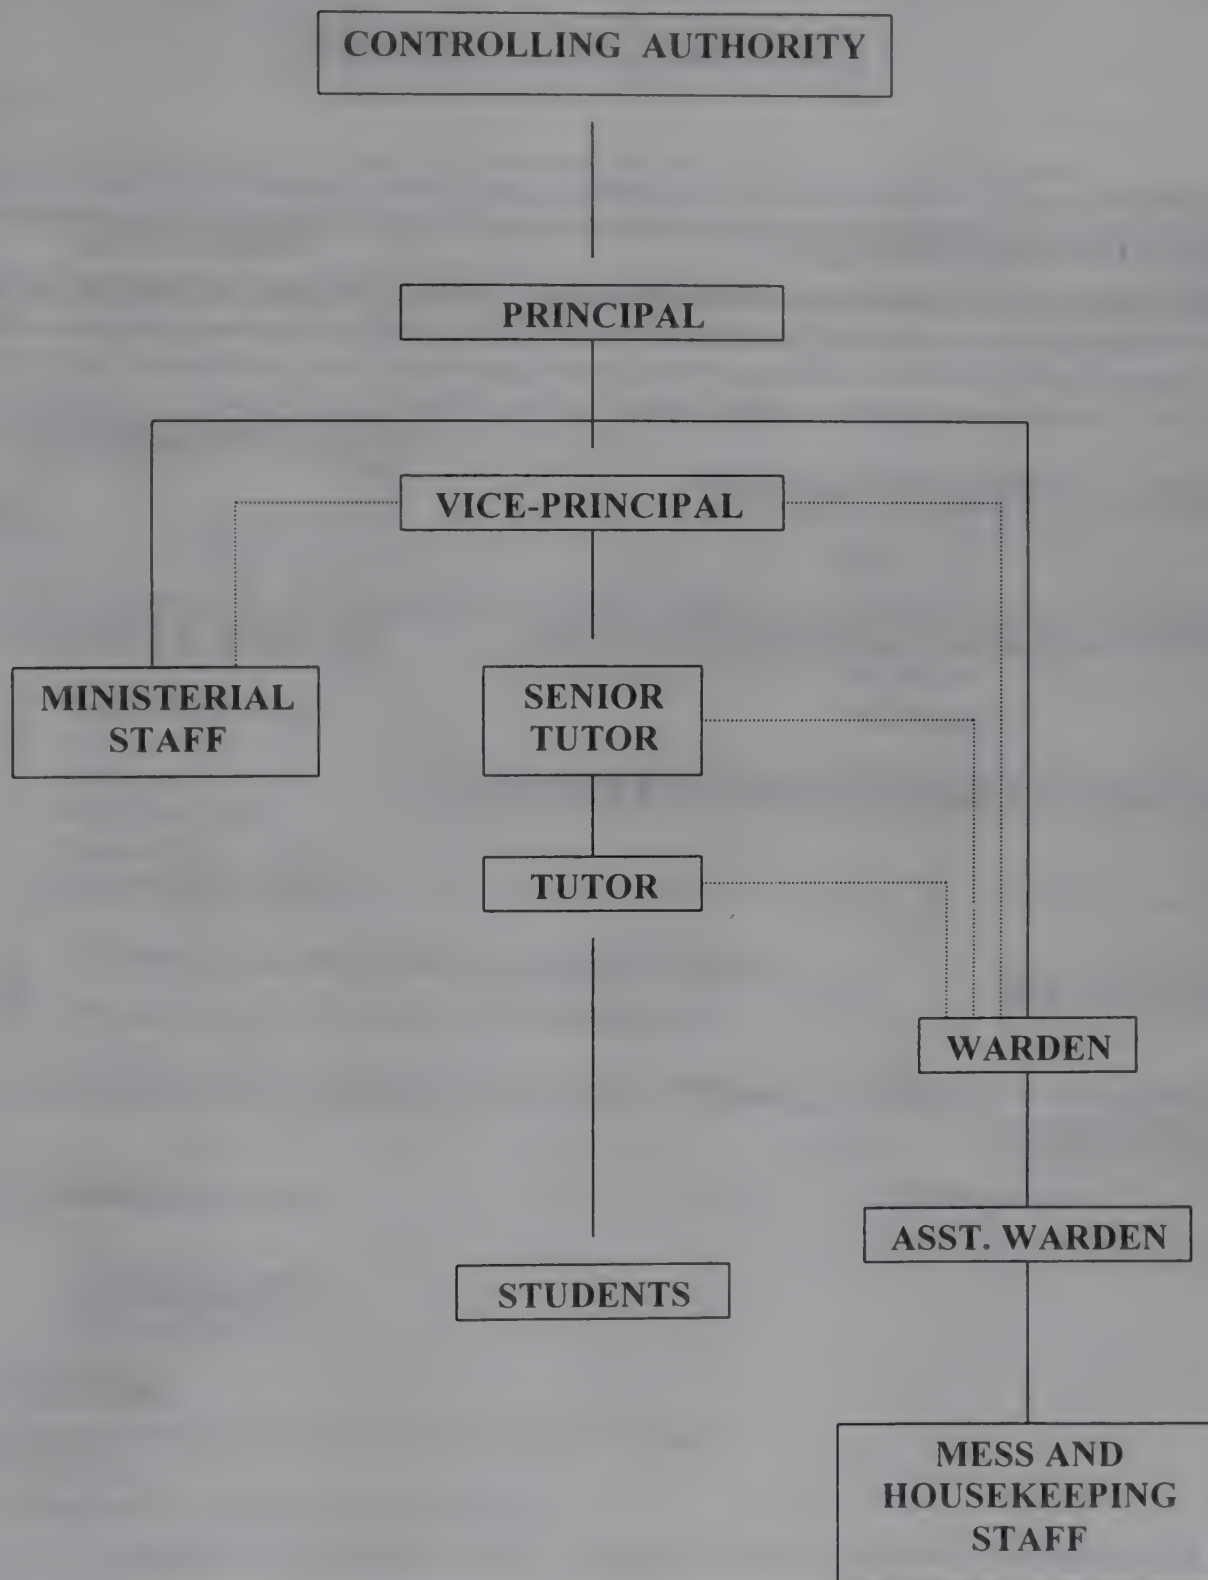 CONTROLLING AUTHORITY
PRINCIPAL
VICE-PRINCIPAL
MINISTERIAL
STAFF
SENIOR
TUTOR
TUTOR
WARDEN
ASST. WARDEN
STUDENTS
MESS AND
HOUSEKEEPING
STAFF